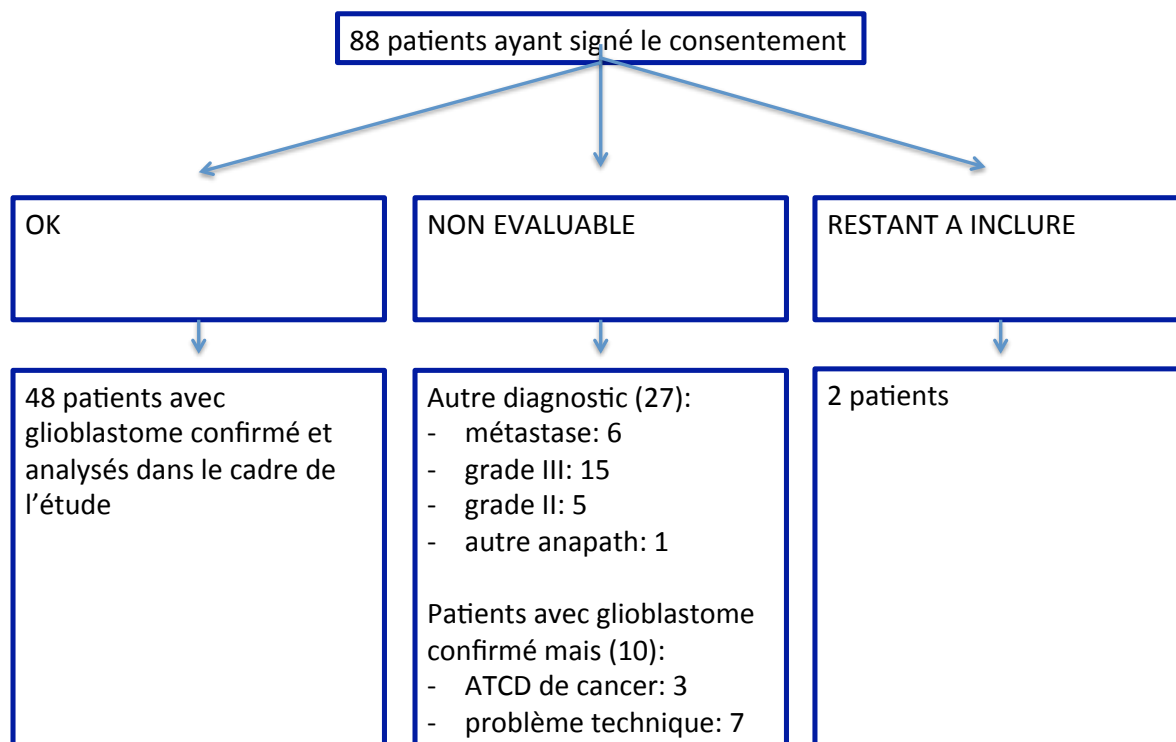 88 patients ayant signé le consentement
OK
NON EVALUABLE
RESTANT A INCLURE
48 patients avec
glioblastome confirmé et
analysés dans le cadre de
l’étude
Autre diagnostic (27):
- métastase: 6
- grade III: 15
- grade II: 5
- autre anapath: 1
Patients avec glioblastome
confirmé mais (10):
- ATCD de cancer: 3
- problème technique: 7
2 patients